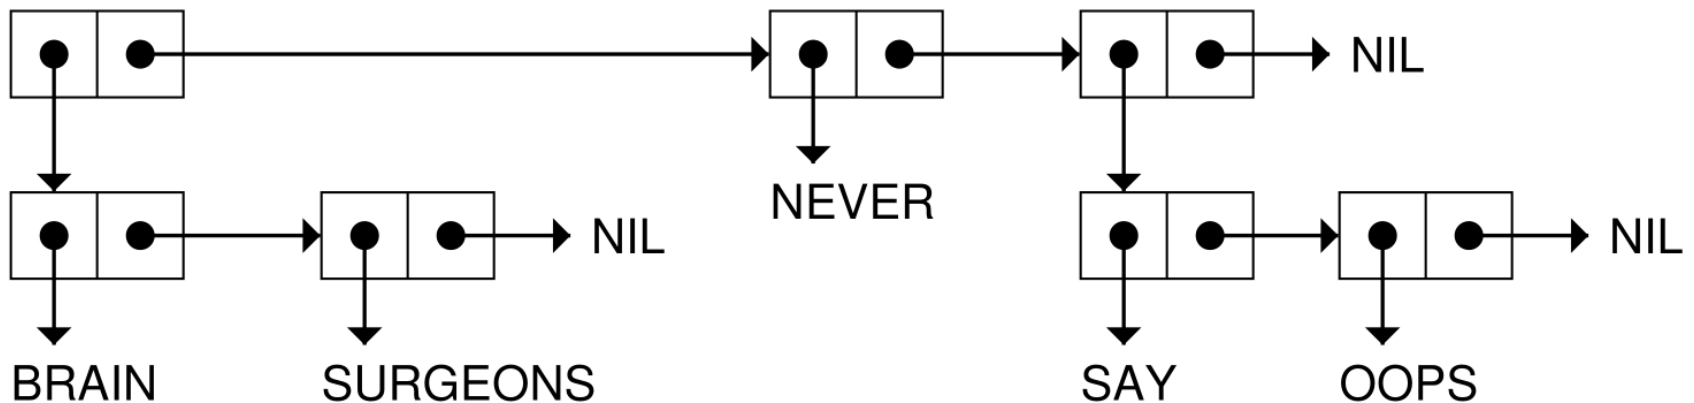 NIL
NEVER
NIL
NIL
BRAIN SURGEONS SAY OOPS